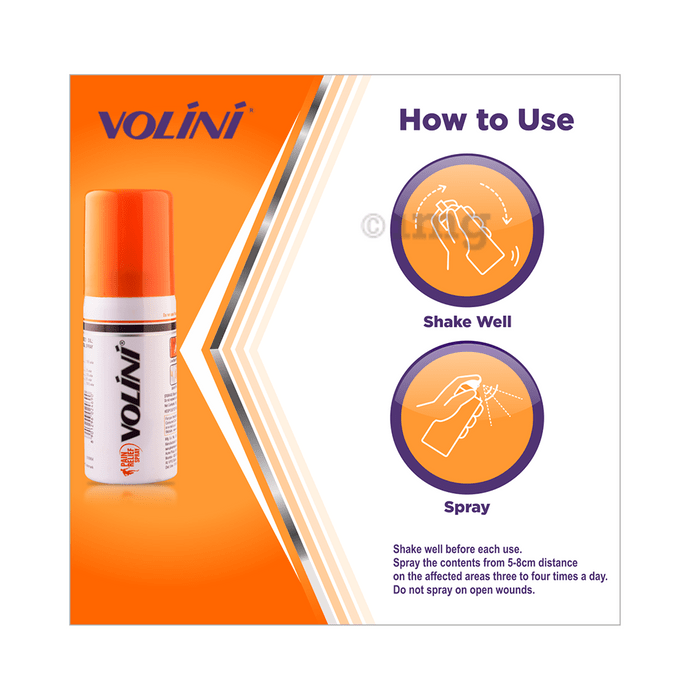 VOLINI®
How to Use
Shake Well
VOLINI®
PAIN
RELIEF
SPRAY
Spray
Shake well before each use.
Spray the contents from 5-8cm distance
on the affected areas three to four times a day.
Do not spray on open wounds.